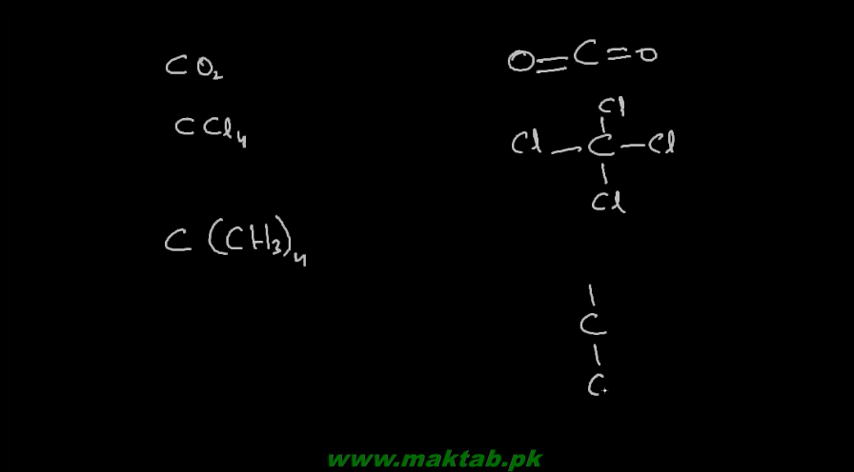 CO₂
O=C=O
CCl₄
Cl
Cl—C—Cl
Cl
C(CH₃)₄
C
C
www.maktab.pk